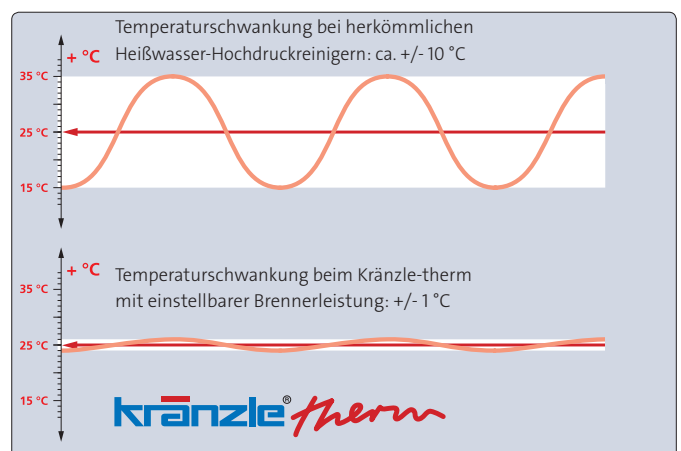 Temperaturschwankung bei herkömmlichen
Heißwasser-Hochdruckreinigern: ca. +/- 10 °C
+ °C
35 °C
25 °C
15 °C
+ °C
Temperaturschwankung beim Kränzle-therm
mit einstellbarer Brennerleistung: +/- 1 °C
35 °C
25 °C
15 °C
kränzle® therm